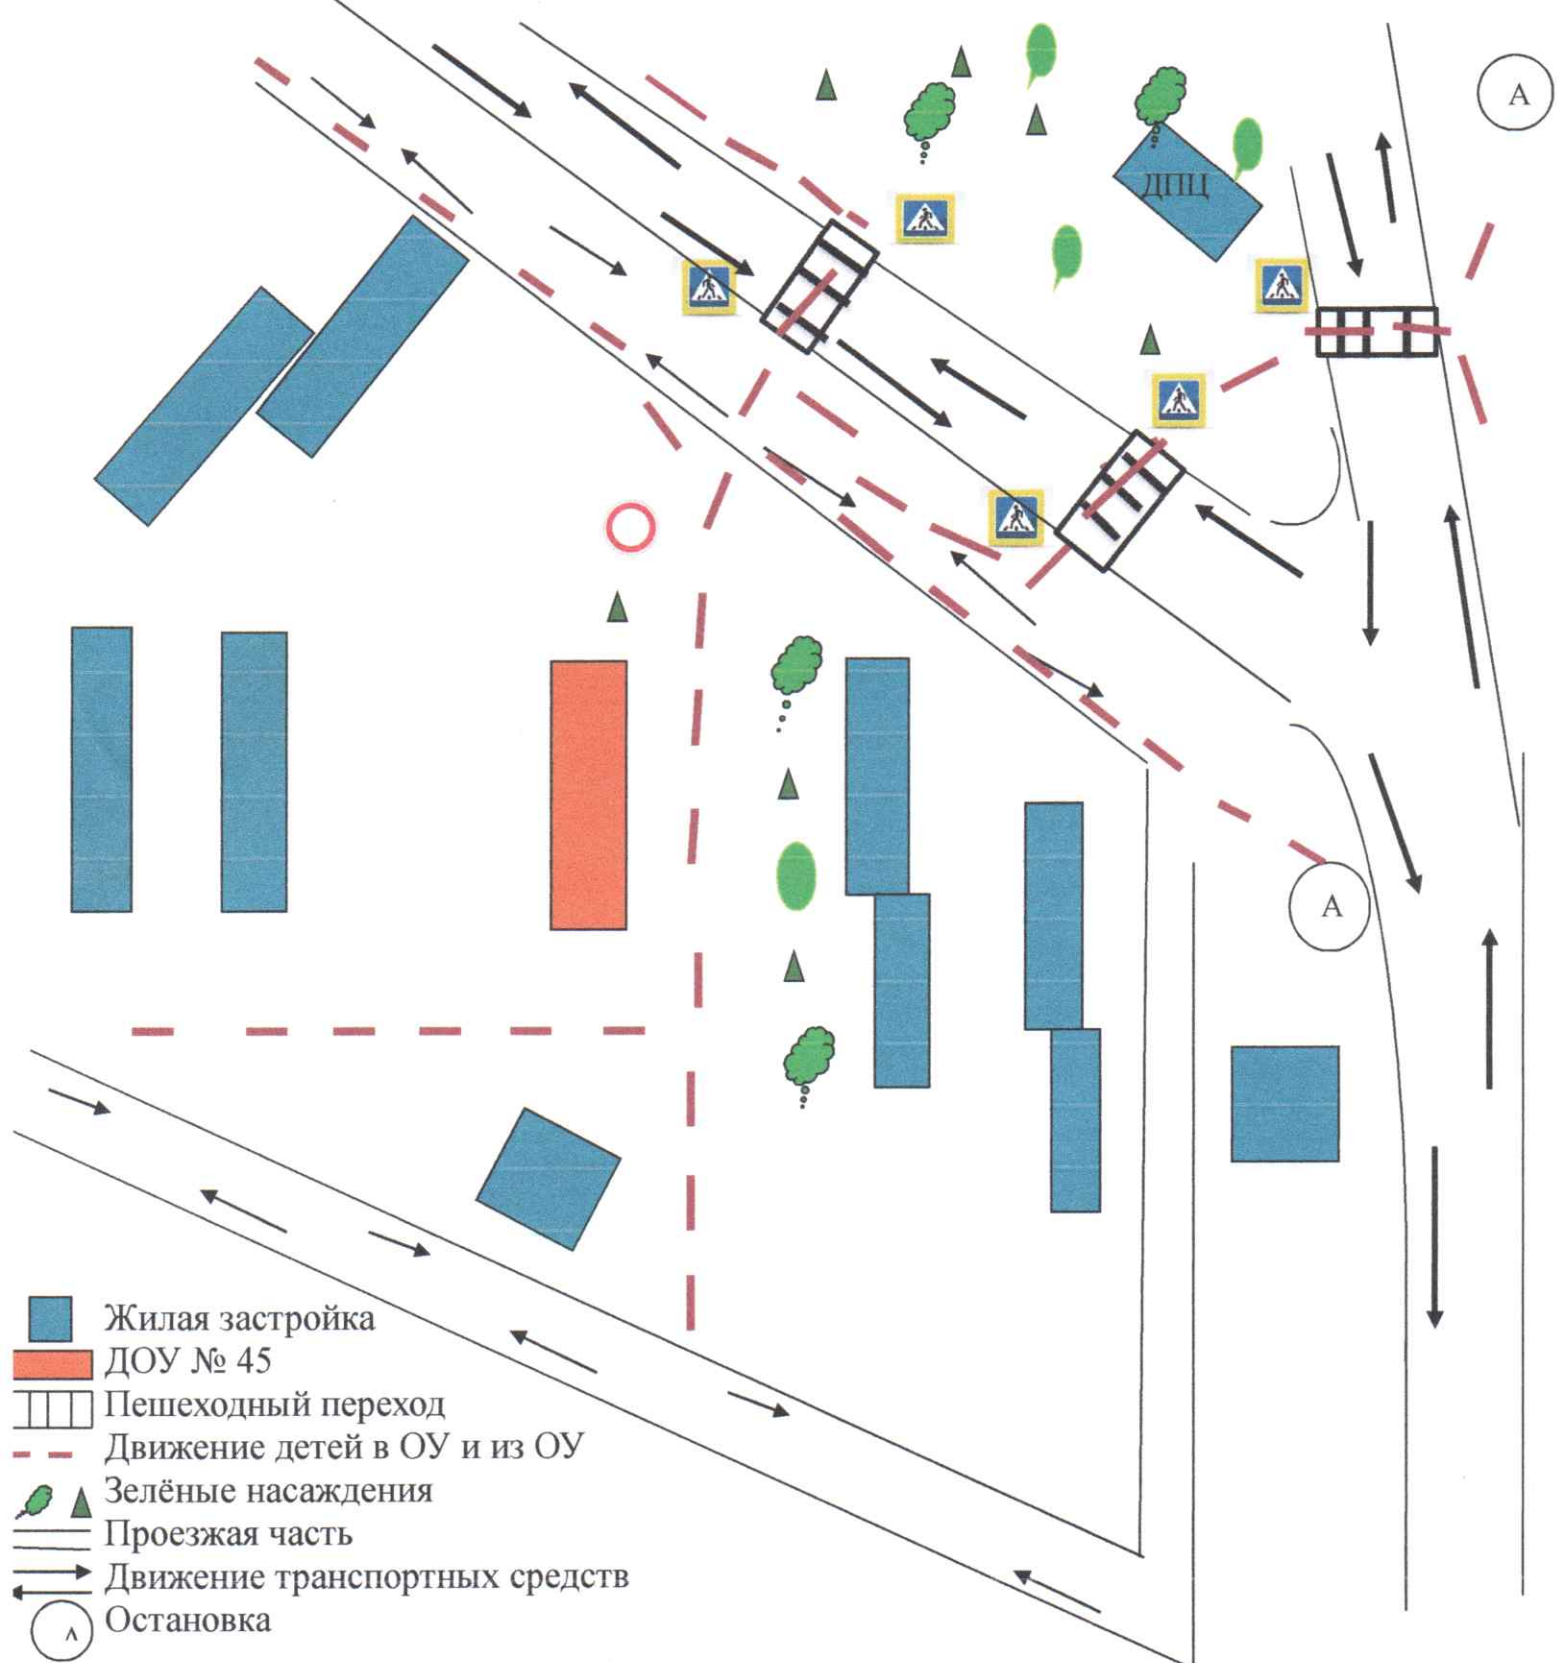 А
ДПЦ
А
Жилая застройка
ДОУ № 45
Пешеходный переход
Движение детей в ОУ и из ОУ
Зелёные насаждения
Проезжая часть
Движение транспортных средств
Остановка